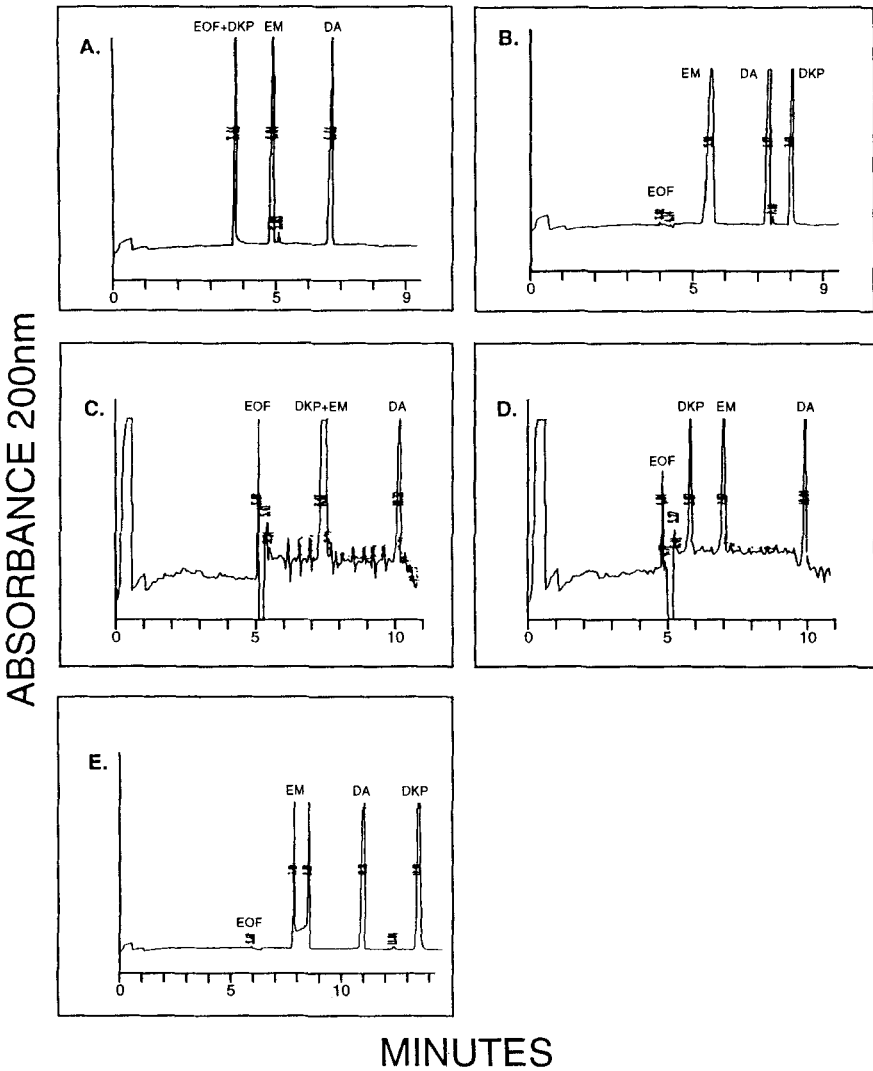 ABSORBANCE 200nm
A.
EOF+DKP EM DA
0 5 9
B.
EM DA DKP
EOF
0 5 9
C.
EOF DKP+EM DA
0 5 10
D.
DKP EM DA
EOF
0 5 10
E.
EM DA DKP
EOF
0 5 10
MINUTES